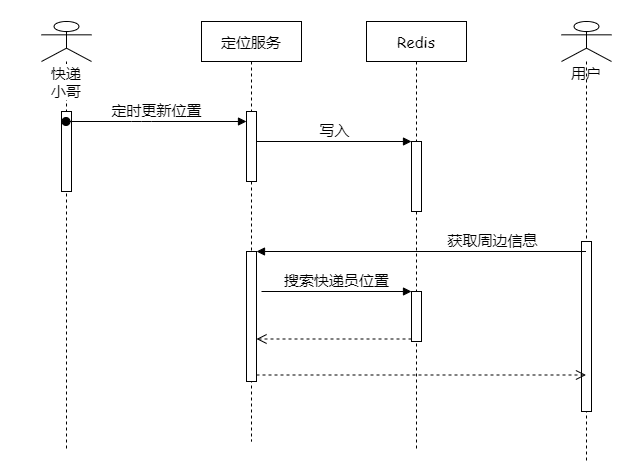 定位服务
Redis
快递
小哥
用户
定时更新位置
写入
获取周边信息
搜索快递员位置